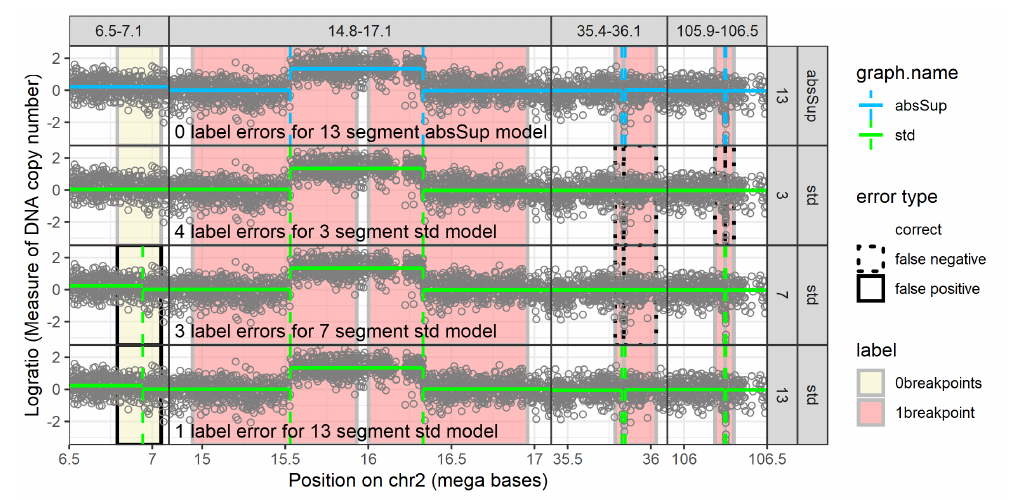 6.5-7.1 14.8-17.1 35.4-36.1 105.9-106.5
Logratio (Measure of DNA copy number)
2
0
-2
0 label errors for 13 segment absSup model
13
absSup
2
0
-2
4 label errors for 3 segment std model
3
std
2
0
-2
3 label errors for 7 segment std model
7
std
2
0
-2
1 label error for 13 segment std model
13
std
6.5 7 15 15.5 16 16.5 17 35.5 36 106 106.5
Position on chr2 (mega bases)
graph.name
absSup
std
error type
correct
false negative
false positive
label
0breakpoints
1breakpoint